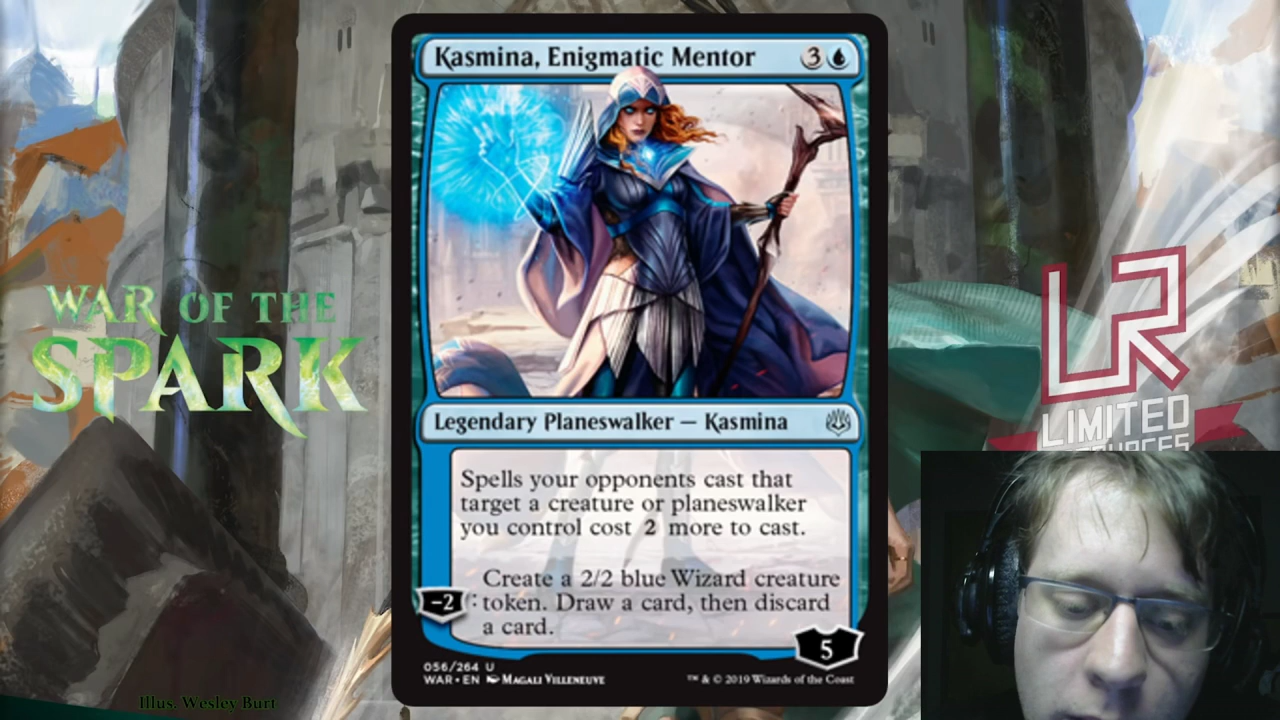 Kasmina, Enigmatic Mentor 3
WAR OF THE
SPARK
LR
LIMITED
Legendary Planeswalker — Kasmina
Spells your opponents cast that
target a creature or planeswalker
you control cost 2 more to cast.
Create a 2/2 blue Wizard creature
-2 : token. Draw a card, then discard
a card.
5
056/264 U
WAR • EN Magali Villeneuve
™ & © 2019 Wizards of the Coast
Illus. Wesley Burt